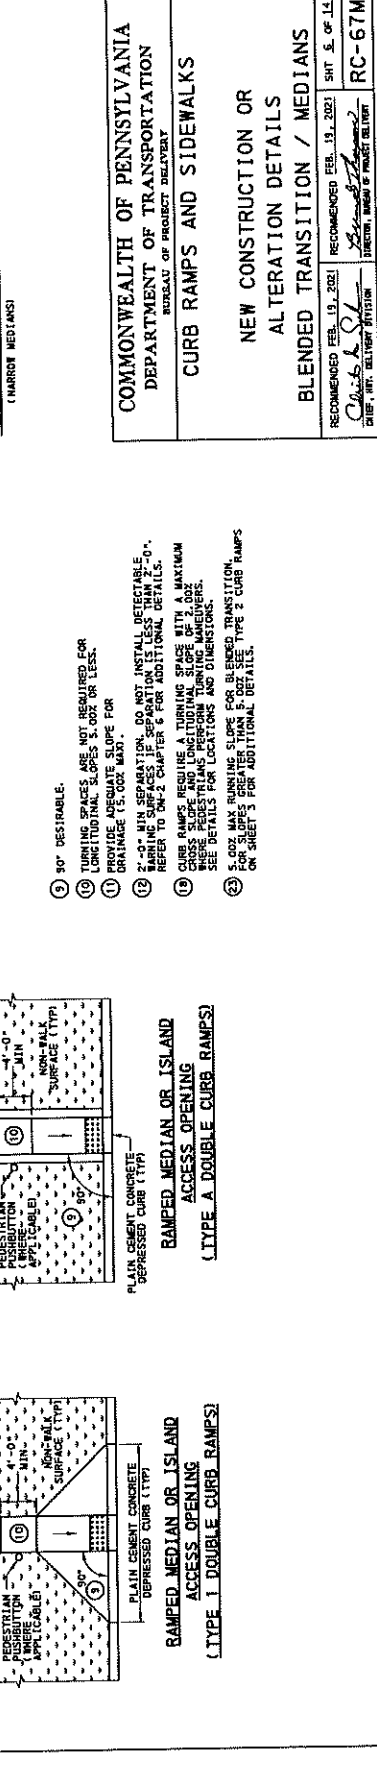 (NARROW MEDIANS)
PEDESTRIAN
PUSHBUTTON
(WHERE
APPLICABLE)
10
4'-0"
MIN
NON-WALK
SURFACE (TYP)
90°
9
PLAIN CEMENT CONCRETE
DEPRESSED CURB (TYP)
RAMPED MEDIAN OR ISLAND
ACCESS OPENING
(TYPE 1 DOUBLE CURB RAMPS)
PEDESTRIAN
PUSHBUTTON
(WHERE
APPLICABLE)
10
4'-0"
MIN
NON-WALK
SURFACE (TYP)
90°
9
PLAIN CEMENT CONCRETE
DEPRESSED CURB (TYP)
RAMPED MEDIAN OR ISLAND
ACCESS OPENING
(TYPE A DOUBLE CURB RAMPS)
9 90° DESIRABLE.
10 TURNING SPACES ARE NOT REQUIRED FOR
LONGITUDINAL SLOPES 5.00% OR LESS.
11 PROVIDE ADEQUATE SLOPE FOR
DRAINAGE (5.00% MAX).
12 2'-0" MIN SEPARATION. DO NOT INSTALL DETECTABLE
WARNING SURFACES IF SEPARATION IS LESS THAN 2'-0".
REFER TO DM-2 CHAPTER 6 FOR ADDITIONAL DETAILS.
18 CURB RAMPS REQUIRE A TURNING SPACE WITH A MAXIMUM
CROSS SLOPE AND LONGITUDINAL SLOPE OF 2.00%
WHERE PEDESTRIANS PERFORM TURNING MANEUVERS.
SEE DETAILS FOR LOCATIONS AND DIMENSIONS.
23 5.00% MAX RUNNING SLOPE FOR BLENDED TRANSITION.
FOR SLOPES GREATER THAN 5.00% SEE TYPE 2 CURB RAMPS
ON SHEET 3 FOR ADDITIONAL DETAILS.
COMMONWEALTH OF PENNSYLVANIA
DEPARTMENT OF TRANSPORTATION
BUREAU OF PROJECT DELIVERY
CURB RAMPS AND SIDEWALKS
NEW CONSTRUCTION OR
ALTERATION DETAILS
BLENDED TRANSITION / MEDIANS
RECOMMENDED FEB. 19, 2021
CHIEF, HWY. DELIVERY DIVISION
RECOMMENDED FEB. 19, 2021
DIRECTOR, BUREAU OF PROJECT DELIVERY
SHT 6 OF 14
RC-67M